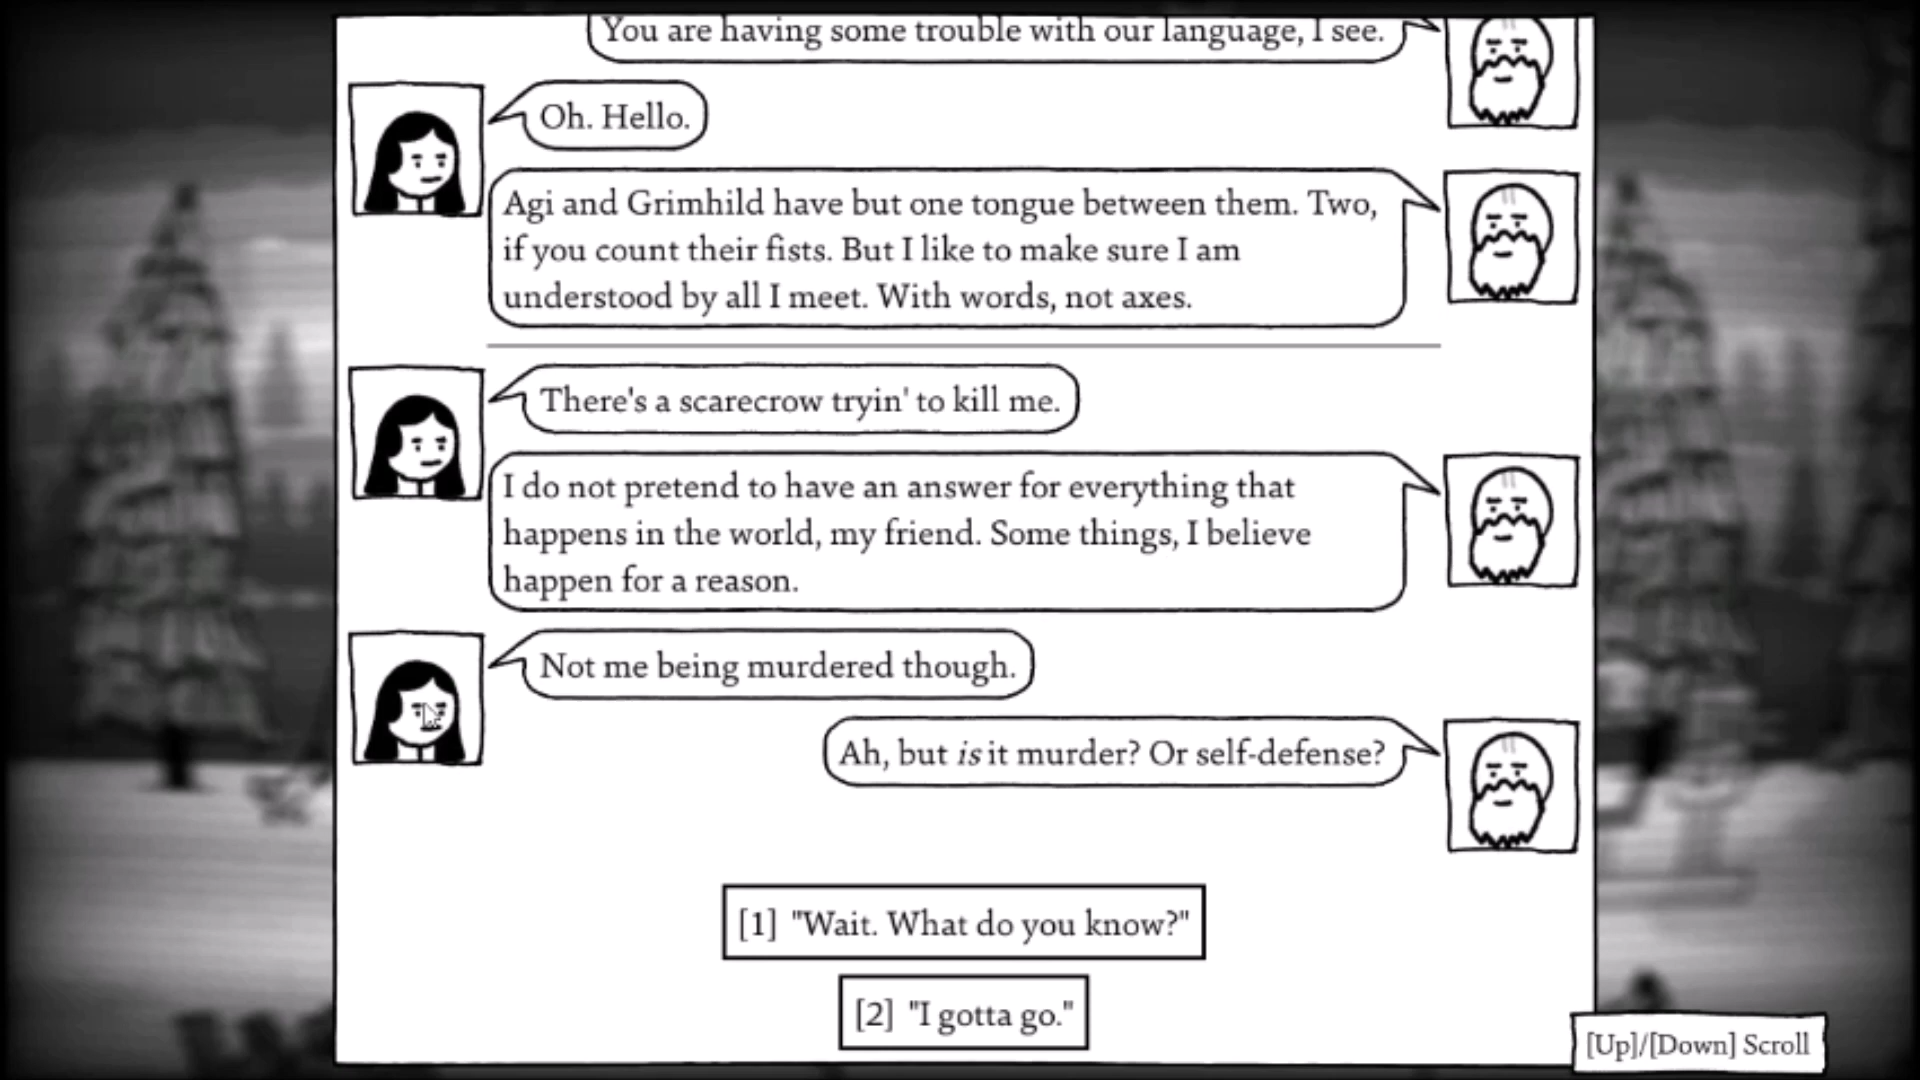 You are having some trouble with our language, I see.
Oh. Hello.
Agi and Grimhild have but one tongue between them. Two,
if you count their fists. But I like to make sure I am
understood by all I meet. With words, not axes.
There's a scarecrow tryin' to kill me.
I do not pretend to have an answer for everything that
happens in the world, my friend. Some things, I believe
happen for a reason.
Not me being murdered though.
Ah, but is it murder? Or self-defense?
[1] "Wait. What do you know?"
[2] "I gotta go."
[Up]/[Down] Scroll